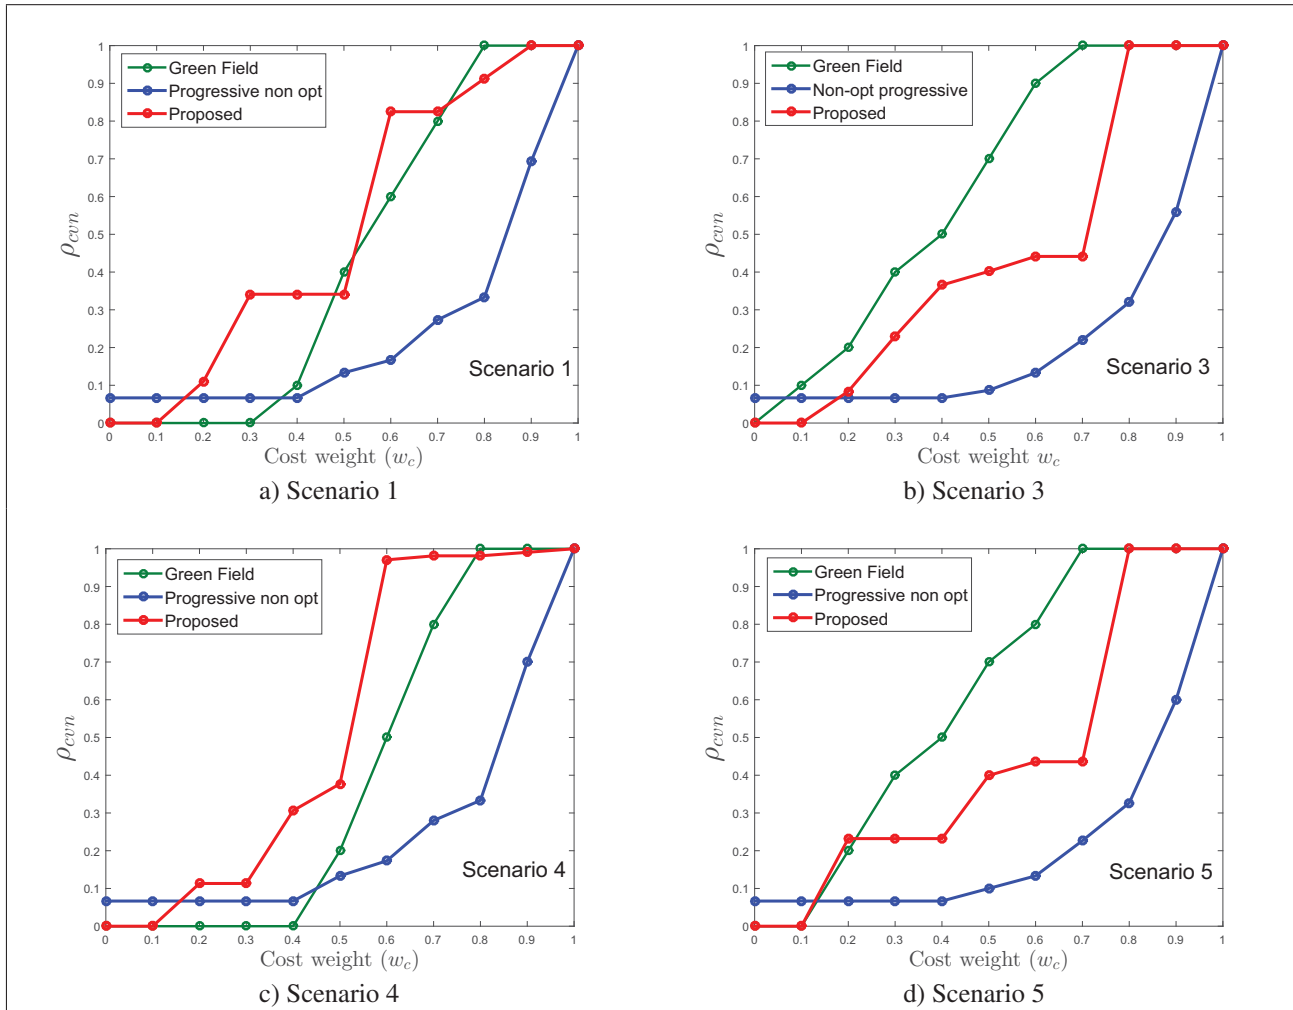 1
0.9
0.8
0.7
0.6
0.5
0.4
0.3
0.2
0.1
0
ρcvn
Green Field
Progressive non opt
Proposed
Scenario 1
0 0.1 0.2 0.3 0.4 0.5 0.6 0.7 0.8 0.9 1
Cost weight (wc)
a) Scenario 1
1
0.9
0.8
0.7
0.6
0.5
0.4
0.3
0.2
0.1
0
ρcvn
Green Field
Non-opt progressive
Proposed
Scenario 3
0 0.1 0.2 0.3 0.4 0.5 0.6 0.7 0.8 0.9 1
Cost weight wc
b) Scenario 3
1
0.9
0.8
0.7
0.6
0.5
0.4
0.3
0.2
0.1
0
ρcvn
Green Field
Progressive non opt
Proposed
Scenario 4
0 0.1 0.2 0.3 0.4 0.5 0.6 0.7 0.8 0.9 1
Cost weight (wc)
c) Scenario 4
1
0.9
0.8
0.7
0.6
0.5
0.4
0.3
0.2
0.1
0
ρcvn
Green Field
Progressive non opt
Proposed
Scenario 5
0 0.1 0.2 0.3 0.4 0.5 0.6 0.7 0.8 0.9 1
Cost weight (wc)
d) Scenario 5